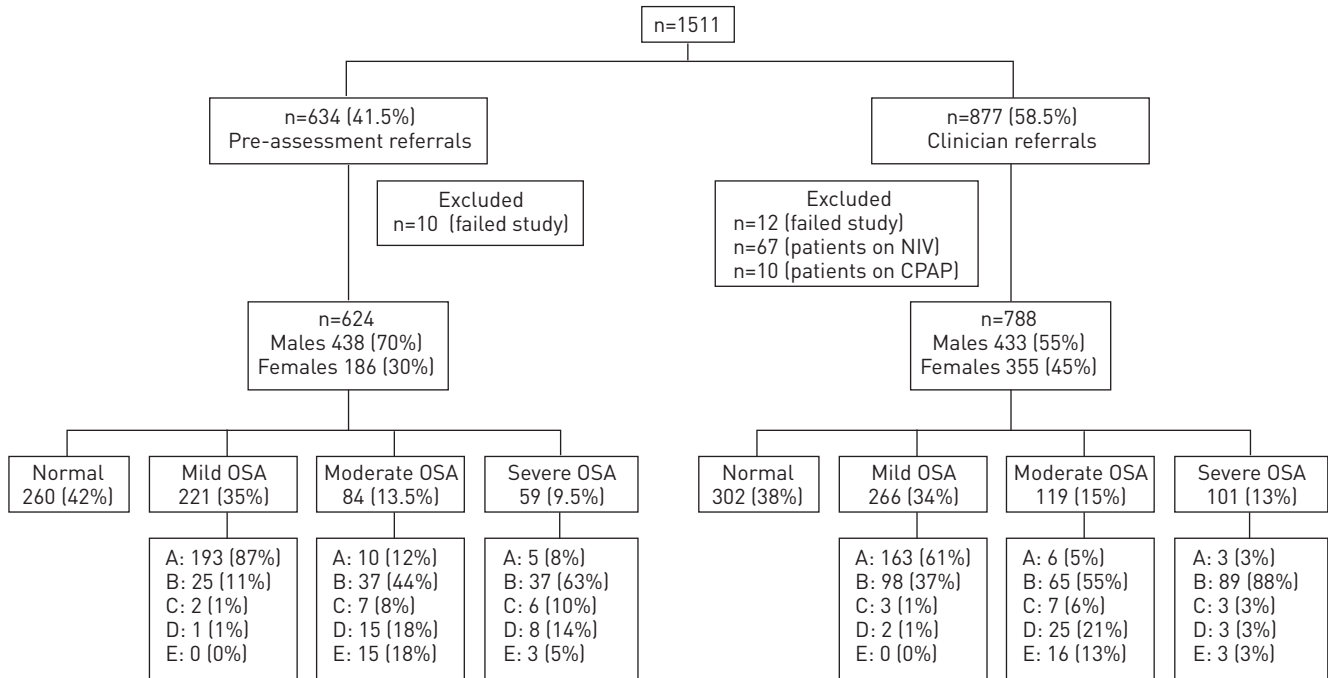 n=1511
n=634 (41.5%)
Pre-assessment referrals
n=877 (58.5%)
Clinician referrals
Excluded
n=10 (failed study)
Excluded
n=12 (failed study)
n=67 (patients on NIV)
n=10 (patients on CPAP)
n=624
Males 438 (70%)
Females 186 (30%)
n=788
Males 433 (55%)
Females 355 (45%)
Normal
260 (42%)
Mild OSA
221 (35%)
Moderate OSA
84 (13.5%)
Severe OSA
59 (9.5%)
Normal
302 (38%)
Mild OSA
266 (34%)
Moderate OSA
119 (15%)
Severe OSA
101 (13%)
A: 193 (87%)
B: 25 (11%)
C: 2 (1%)
D: 1 (1%)
E: 0 (0%)
A: 10 (12%)
B: 37 (44%)
C: 7 (8%)
D: 15 (18%)
E: 15 (18%)
A: 5 (8%)
B: 37 (63%)
C: 6 (10%)
D: 8 (14%)
E: 3 (5%)
A: 163 (61%)
B: 98 (37%)
C: 3 (1%)
D: 2 (1%)
E: 0 (0%)
A: 6 (5%)
B: 65 (55%)
C: 7 (6%)
D: 25 (21%)
E: 16 (13%)
A: 3 (3%)
B: 89 (88%)
C: 3 (3%)
D: 3 (3%)
E: 3 (3%)